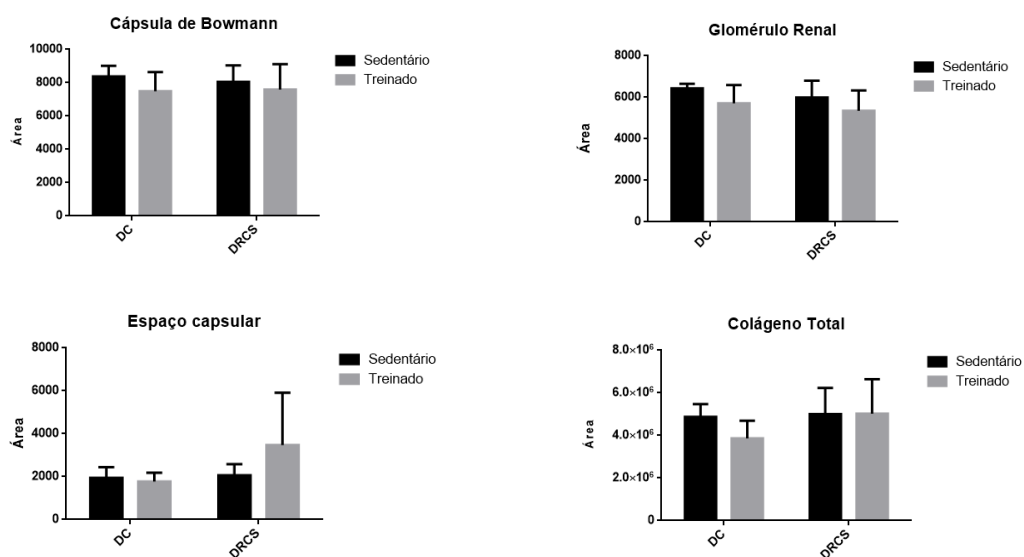 Cápsula de Bowmann
10000
8000
6000
4000
2000
0
Área
DC
DRCS
Sedentário
Treinado
Glomérulo Renal
8000
6000
4000
2000
0
Área
DC
DRCS
Sedentário
Treinado
Espaço capsular
8000
6000
4000
2000
0
Área
DC
DRCS
Sedentário
Treinado
Colágeno Total
8.0×10⁶
6.0×10⁶
4.0×10⁶
2.0×10⁶
0
Área
DC
DRCS
Sedentário
Treinado